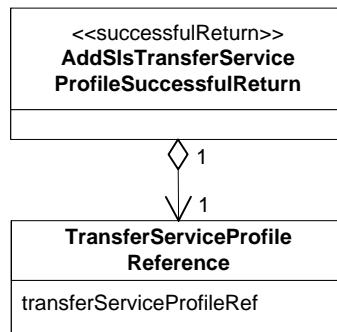 <<successfulReturn>>
AddSlsTransferService
ProfileSuccessfulReturn
1
1
TransferServiceProfile
Reference
transferServiceProfileRef